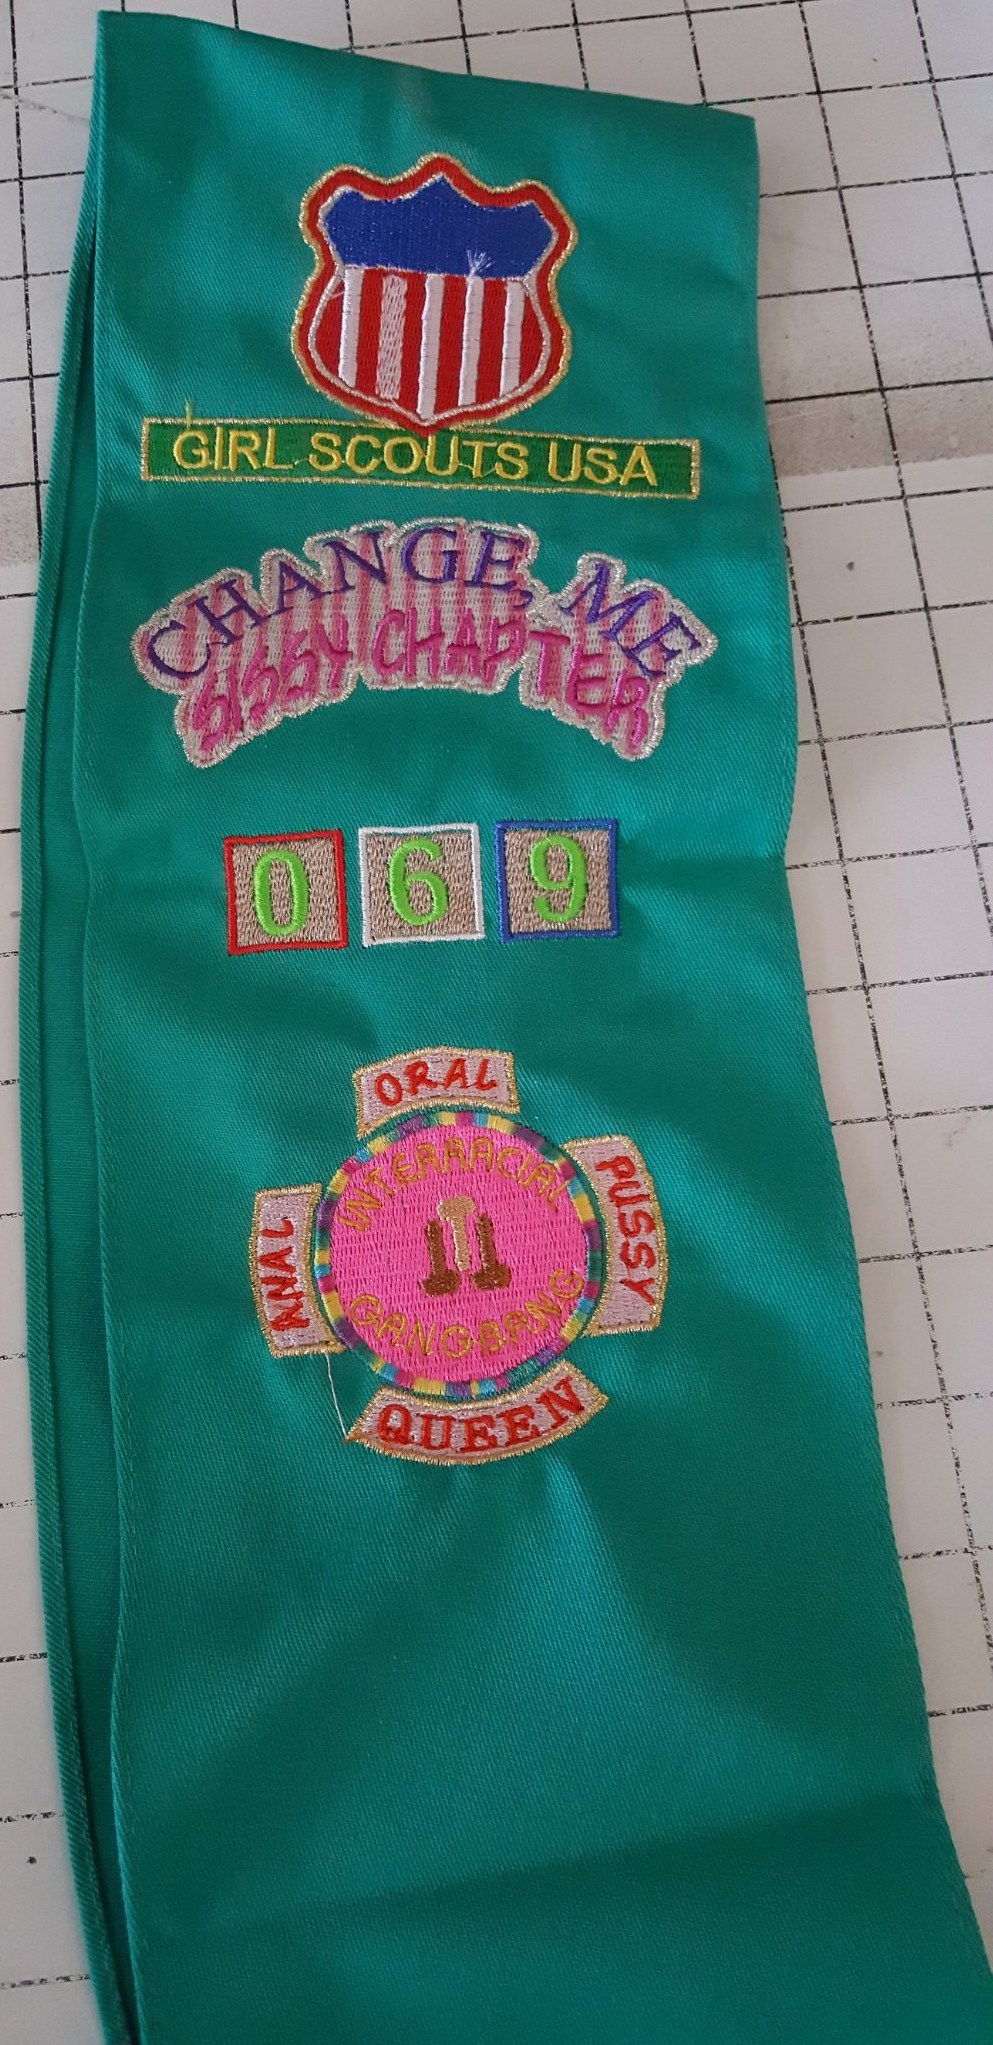 GIRL SCOUTS USA
CHANGE, ME
SISSY CHAPTER
0 6 9
ORAL
INTERRACIAL
ANAL
PUSSY
GANGBANG
QUEEN